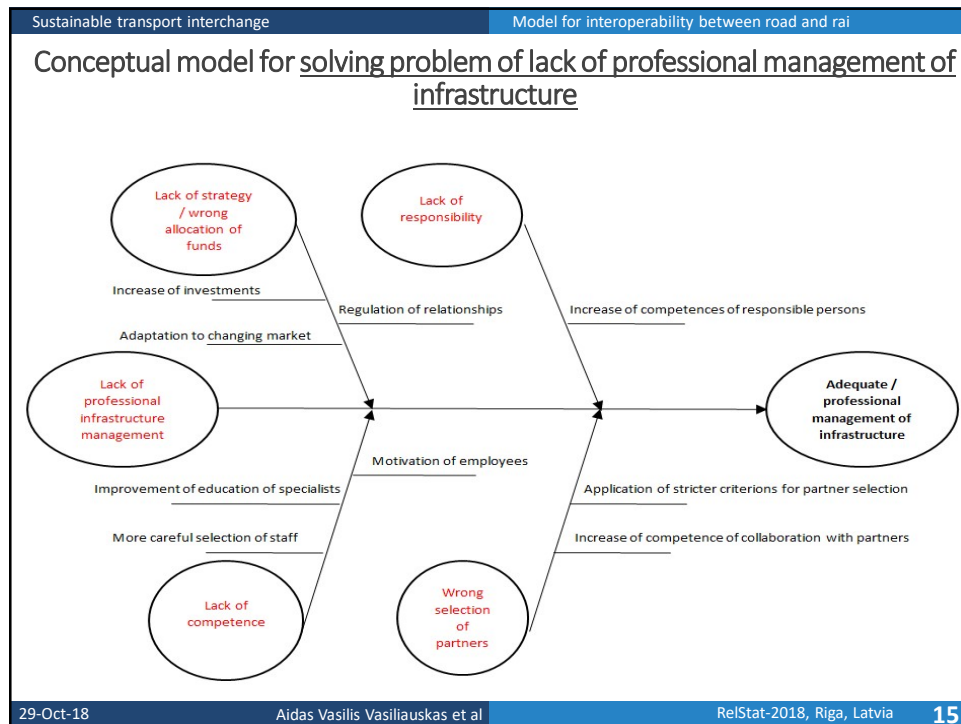 Sustainable transport interchange
Model for interoperability between road and rai
Conceptual model for solving problem of lack of professional management of
infrastructure
Lack of strategy
/ wrong
allocation of
funds
Lack of
responsibility
Increase of investments
Regulation of relationships
Increase of competences of responsible persons
Adaptation to changing market
Lack of
professional
infrastructure
management
Adequate /
professional
management of
infrastructure
Motivation of employees
Improvement of education of specialists
Application of stricter criterions for partner selection
More careful selection of staff
Increase of competence of collaboration with partners
Lack of
competence
Wrong
selection
of
partners
29-Oct-18
Aidas Vasilis Vasiliauskas et al
RelStat-2018, Riga, Latvia
15